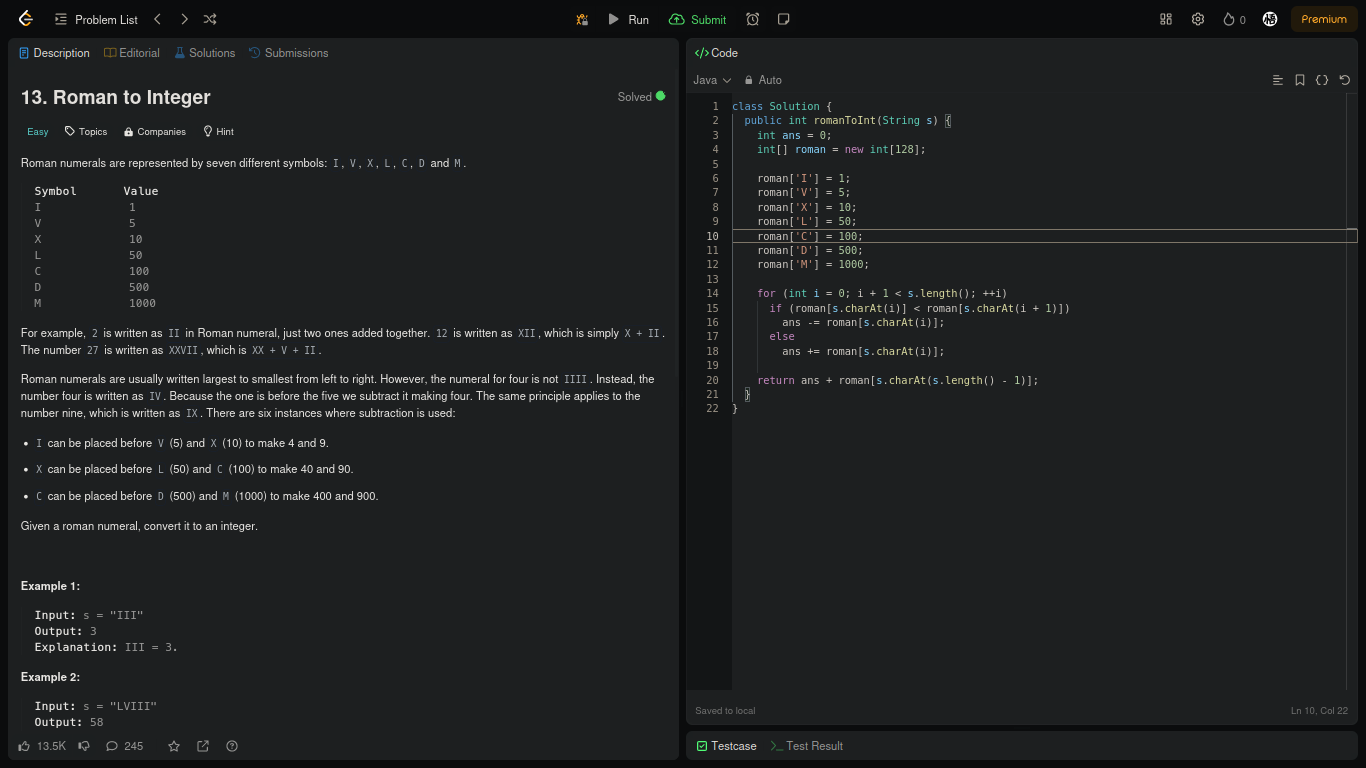 Problem List
Run
Submit
0
Premium
Description
Editorial
Solutions
Submissions
13. Roman to Integer
Solved
Easy
Topics
Companies
Hint
Roman numerals are represented by seven different symbols: I, V, X, L, C, D and M.
Symbol Value
I 1
V 5
X 10
L 50
C 100
D 500
M 1000
For example, 2 is written as II in Roman numeral, just two ones added together. 12 is written as XII, which is simply X + II.
The number 27 is written as XXVII, which is XX + V + II.
Roman numerals are usually written largest to smallest from left to right. However, the numeral for four is not IIII. Instead, the
number four is written as IV. Because the one is before the five we subtract it making four. The same principle applies to the
number nine, which is written as IX. There are six instances where subtraction is used:
• I can be placed before V (5) and X (10) to make 4 and 9.
• X can be placed before L (50) and C (100) to make 40 and 90.
• C can be placed before D (500) and M (1000) to make 400 and 900.
Given a roman numeral, convert it to an integer.
Example 1:
Input: s = "III"
Output: 3
Explanation: III = 3.
Example 2:
Input: s = "LVIII"
Output: 58
13.5K
245
</>Code
Java
Auto
1 class Solution {
2 public int romanToInt(String s) {
3 int ans = 0;
4 int[] roman = new int[128];
5
6 roman['I'] = 1;
7 roman['V'] = 5;
8 roman['X'] = 10;
9 roman['L'] = 50;
10 roman['C'] = 100;
11 roman['D'] = 500;
12 roman['M'] = 1000;
13
14 for (int i = 0; i + 1 < s.length(); ++i)
15 if (roman[s.charAt(i)] < roman[s.charAt(i + 1)])
16 ans -= roman[s.charAt(i)];
17 else
18 ans += roman[s.charAt(i)];
19
20 return ans + roman[s.charAt(s.length() - 1)];
21 }
22 }
Saved to local
Ln 10, Col 22
Testcase
>_ Test Result